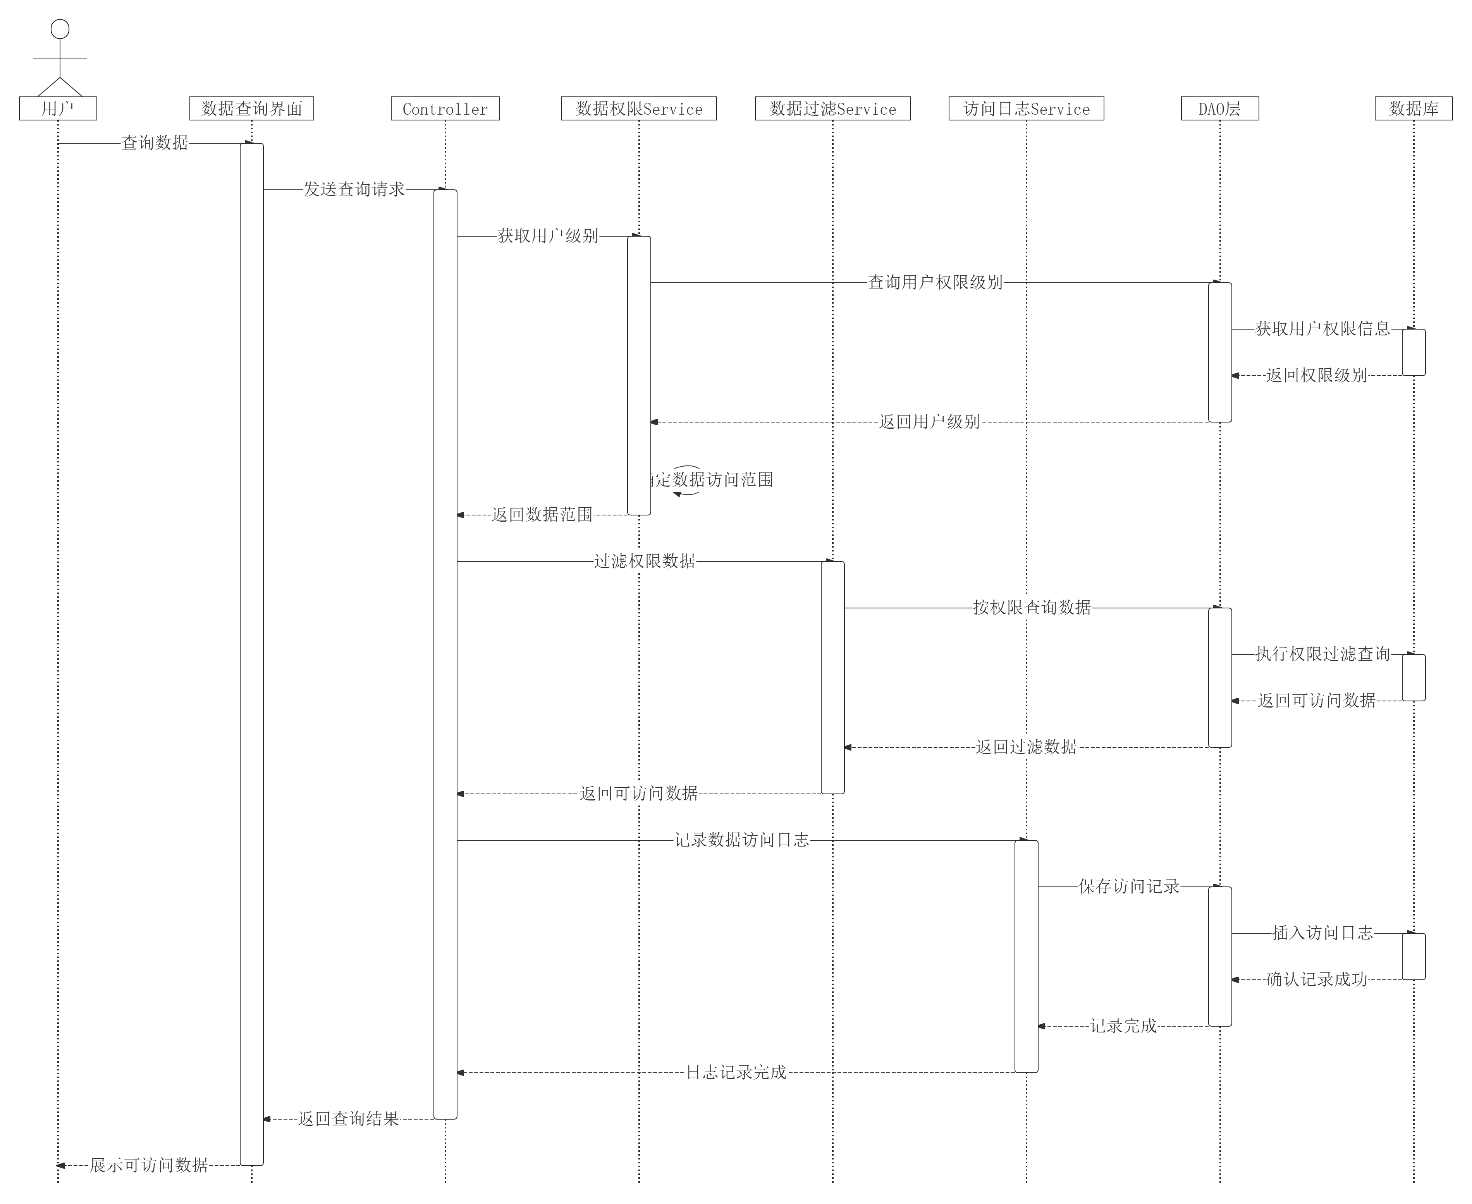 用户
数据查询界面
Controller
数据权限Service
数据过滤Service
访问日志Service
DAO层
数据库
查询数据
发送查询请求
获取用户级别
查询用户权限级别
获取用户权限信息
返回权限级别
返回用户级别
定数据访问范围
返回数据范围
过滤权限数据
按权限查询数据
执行权限过滤查询
返回可访问数据
返回过滤数据
返回可访问数据
记录数据访问日志
保存访问记录
插入访问日志
确认记录成功
记录完成
日志记录完成
返回查询结果
展示可访问数据